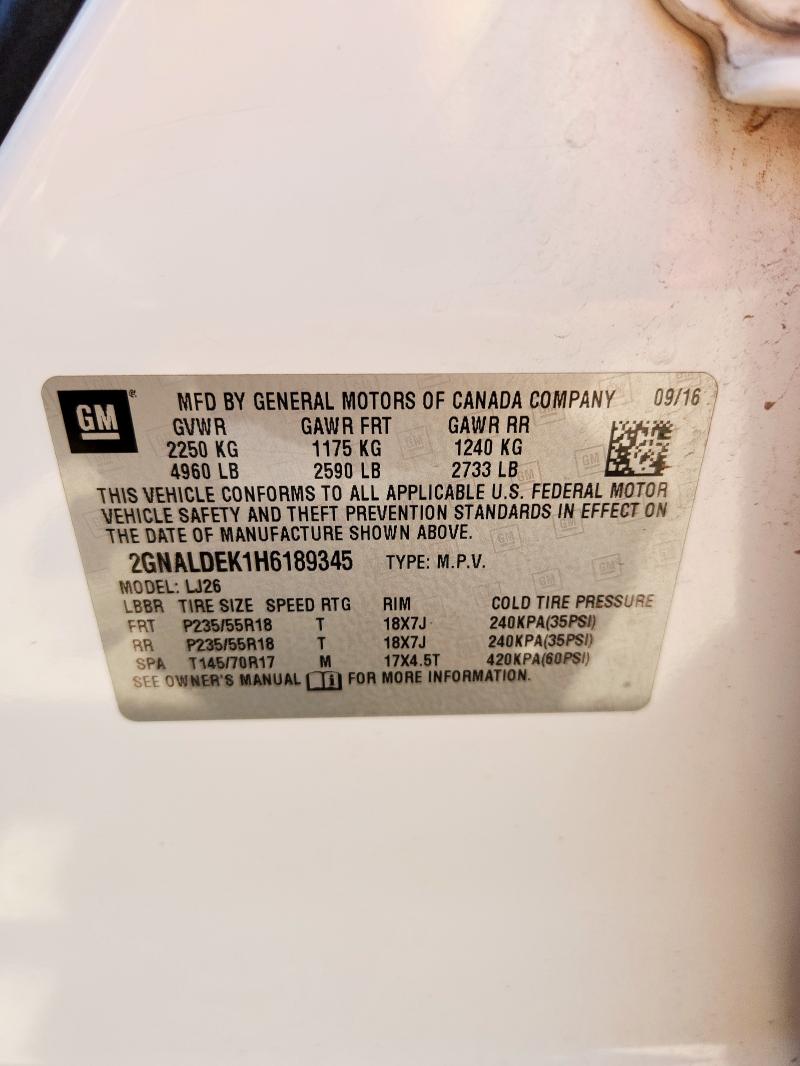 GM
MFD BY GENERAL MOTORS OF CANADA COMPANY 09/16
GVWR GAWR FRT GAWR RR
2250 KG 1175 KG 1240 KG
4960 LB 2590 LB 2733 LB
THIS VEHICLE CONFORMS TO ALL APPLICABLE U.S. FEDERAL MOTOR
VEHICLE SAFETY AND THEFT PREVENTION STANDARDS IN EFFECT ON
THE DATE OF MANUFACTURE SHOWN ABOVE.
2GNALDEK1H6189345 TYPE: M.P.V.
MODEL: LJ26
LBBR TIRE SIZE SPEED RTG RIM COLD TIRE PRESSURE
FRT P235/55R18 T 18X7J 240KPA(35PSI)
RR P235/55R18 T 18X7J 240KPA(35PSI)
SPA T145/70R17 M 17X4.5T 420KPA(60PSI)
SEE OWNER'S MANUAL FOR MORE INFORMATION.